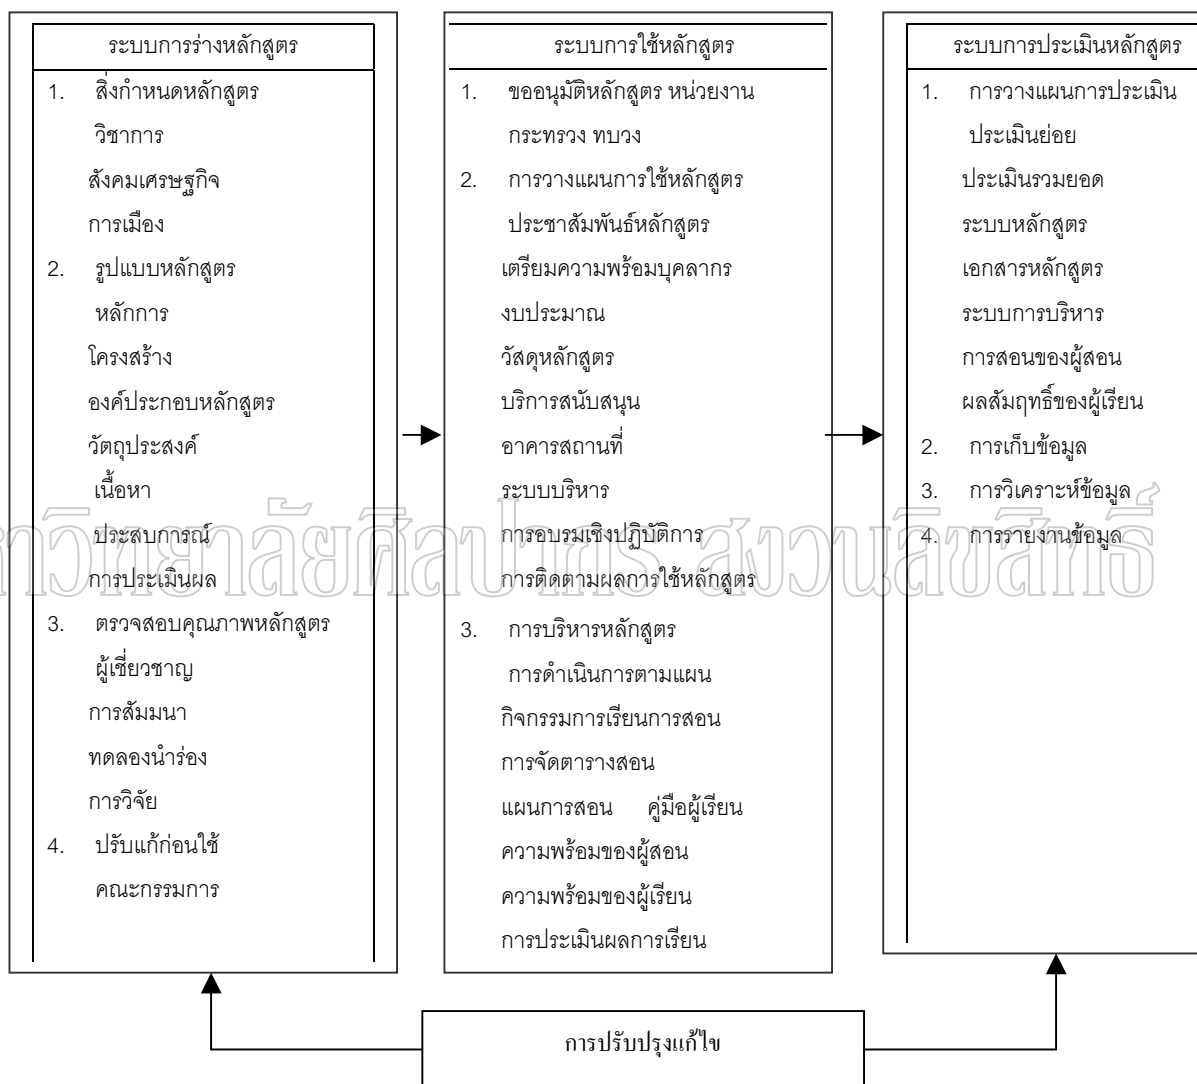 ระบบการร่างหลักสูตร
1. สิ่งกำหนดหลักสูตร
วิชาการ
สังคมเศรษฐกิจ
การเมือง
2. รูปแบบหลักสูตร
หลักการ
โครงสร้าง
องค์ประกอบหลักสูตร
วัตถุประสงค์
เนื้อหา
ประสบการณ์
การประเมินผล
3. ตรวจสอบคุณภาพหลักสูตร
ผู้เชี่ยวชาญ
การสัมมนา
ทดลองนำร่อง
การวิจัย
4. ปรับแก้ก่อนใช้
คณะกรรมการ
ระบบการใช้หลักสูตร
1. ขออนุมัติหลักสูตร หน่วยงาน
กระทรวง ทบวง
2. การวางแผนการใช้หลักสูตร
ประชาสัมพันธ์หลักสูตร
เตรียมความพร้อมบุคลากร
งบประมาณ
วัสดุหลักสูตร
บริการสนับสนุน
อาคารสถานที่
ระบบบริหาร
การอบรมเชิงปฏิบัติการ
การติดตามผลการใช้หลักสูตร
3. การบริหารหลักสูตร
การดำเนินการตามแผน
กิจกรรมการเรียนการสอน
การจัดตารางสอน
แผนการสอน คู่มือผู้เรียน
ความพร้อมของผู้สอน
ความพร้อมของผู้เรียน
การประเมินผลการเรียน
ระบบการประเมินหลักสูตร
1. การวางแผนการประเมิน
ประเมินย่อย
ประเมินรวมยอด
ระบบหลักสูตร
เอกสารหลักสูตร
ระบบการบริหาร
การสอนของผู้สอน
ผลสัมฤทธิ์ของผู้เรียน
2. การเก็บข้อมูล
3. การวิเคราะห์ข้อมูล
4. การรายงานข้อมูล
การปรับปรุงแก้ไข
าวิทยาลัยศิลปากร สงวนลิขสิทธิ์